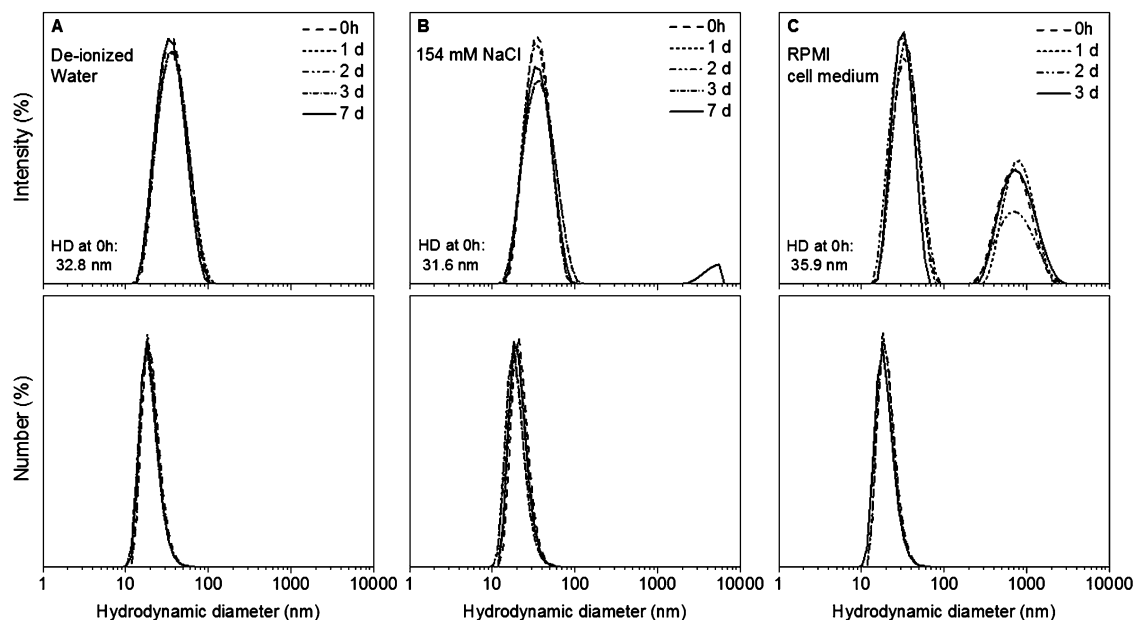 A
De-ionized
Water
0h
1 d
2 d
3 d
7 d
HD at 0h:
32.8 nm
B
154 mM NaCl
0h
1 d
2 d
3 d
7 d
HD at 0h:
31.6 nm
C
RPMI
cell medium
0h
1 d
2 d
3 d
HD at 0h:
35.9 nm
Intensity (%)
Number (%)
1 10 100 1000 10000
1 10 100 1000 10000
1 10 100 1000 10000
Hydrodynamic diameter (nm)
Hydrodynamic diameter (nm)
Hydrodynamic diameter (nm)